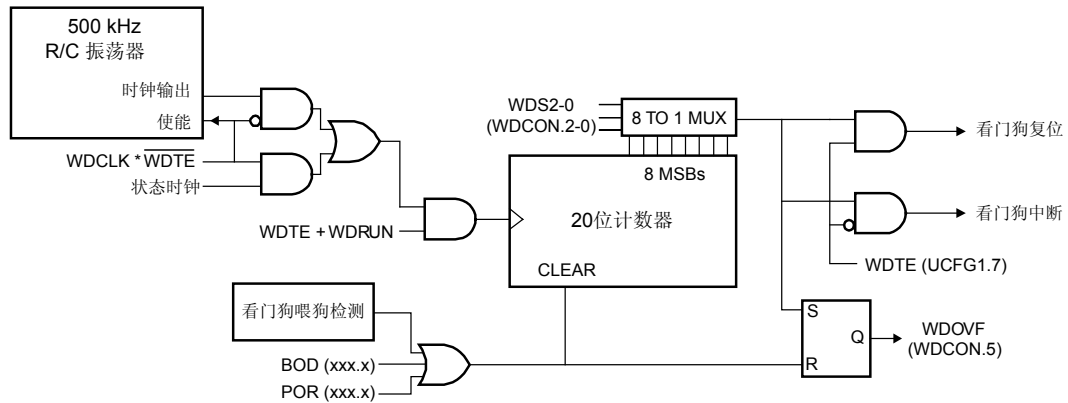 500 kHz
R/C 振荡器
时钟输出
使能
WDCLK * WDTE
状态时钟
WDTE + WDRUN
WDS2-0
(WDCON.2-0)
8 TO 1 MUX
8 MSBs
20位计数器
CLEAR
看门狗复位
看门狗中断
WDTE (UCFG1.7)
看门狗喂狗检测
BOD (xxx.x)
POR (xxx.x)
S
Q
R
WDOVF
(WDCON.5)